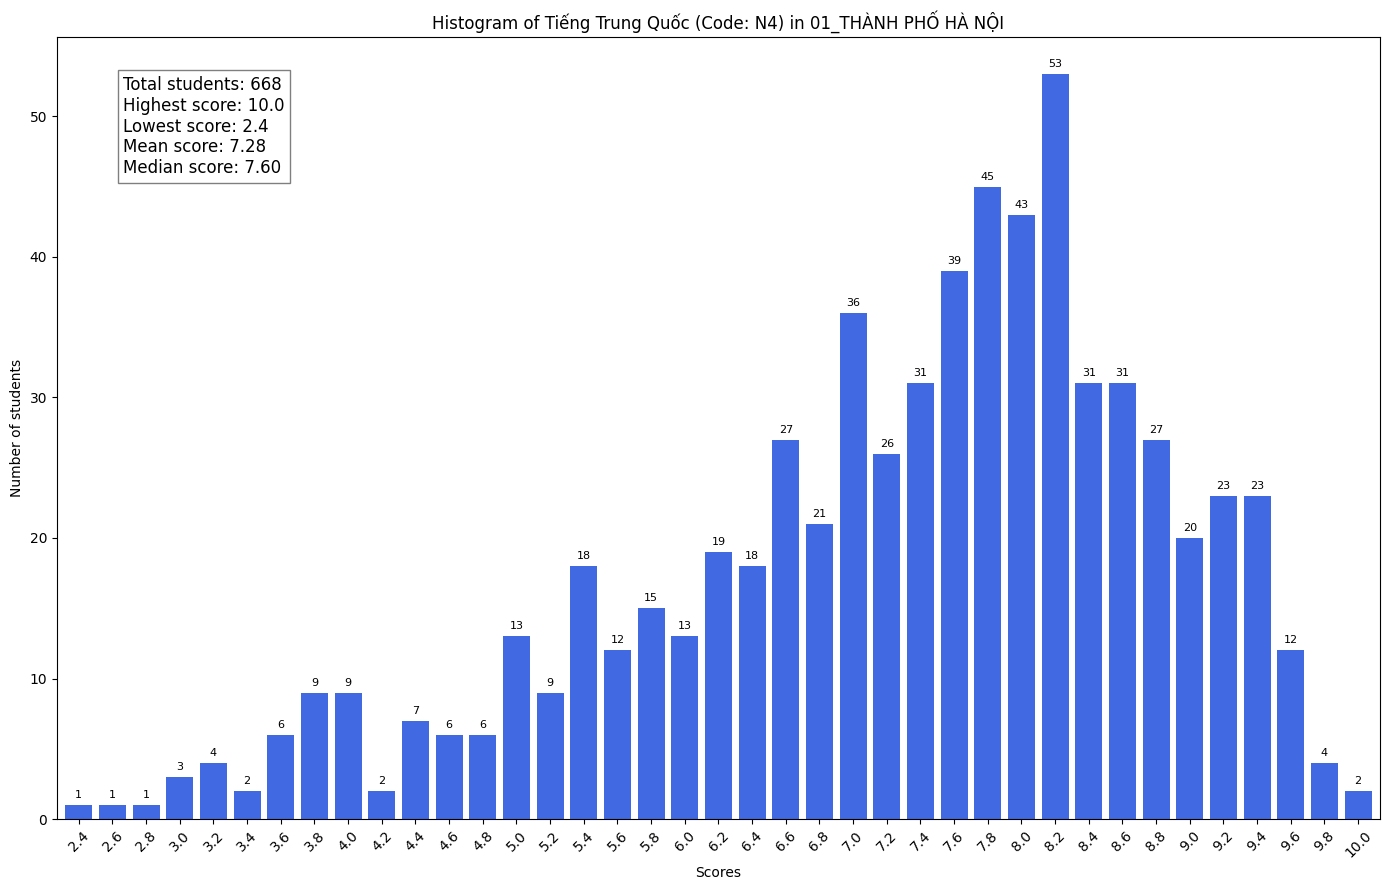 Histogram of Tiếng Trung Quốc (Code: N4) in 01_THÀNH PHỐ HÀ NỘI
Total students: 668
Highest score: 10.0
Lowest score: 2.4
Mean score: 7.28
Median score: 7.60
Number of students
50
40
30
20
10
0
1 1 1 3 4 2 6 9 9 2 7 6 6 13 9 18 12 15 13 19 18 27 21 36 26 31 39 45 43 53 31 31 27 20 23 23 12 4 2
2.4 2.6 2.8 3.0 3.2 3.4 3.6 3.8 4.0 4.2 4.4 4.6 4.8 5.0 5.2 5.4 5.6 5.8 6.0 6.2 6.4 6.6 6.8 7.0 7.2 7.4 7.6 7.8 8.0 8.2 8.4 8.6 8.8 9.0 9.2 9.4 9.6 9.8 10.0
Scores